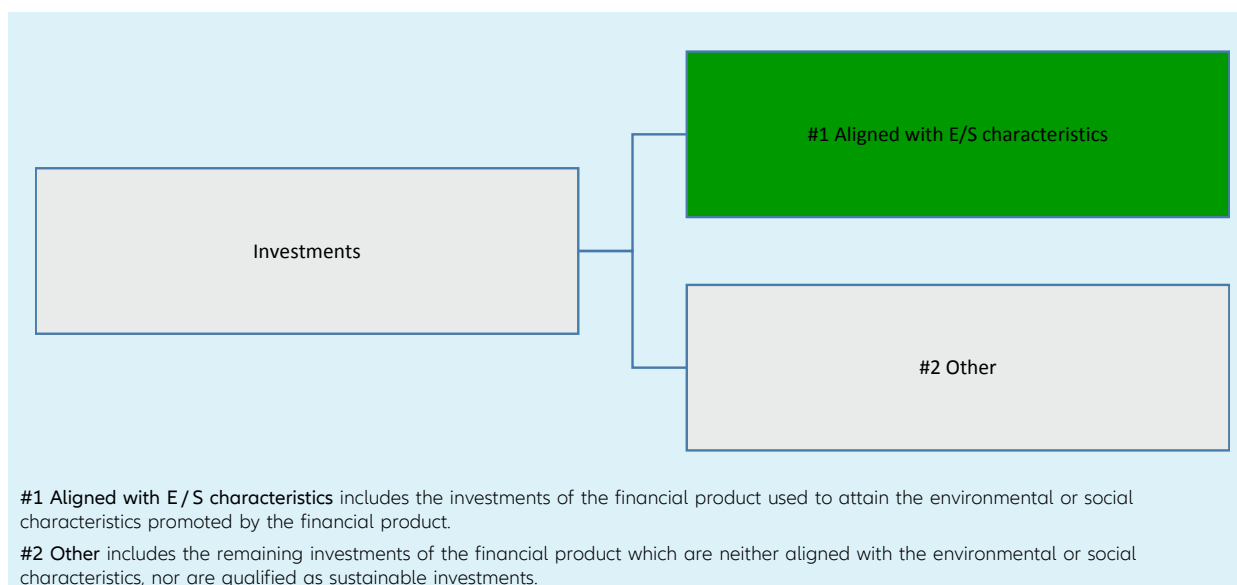 #1 Aligned with E/S characteristics
Investments
#2 Other
#1 Aligned with E / S characteristics includes the investments of the financial product used to attain the environmental or social
characteristics promoted by the financial product.
#2 Other includes the remaining investments of the financial product which are neither aligned with the environmental or social
characteristics, nor are qualified as sustainable investments.